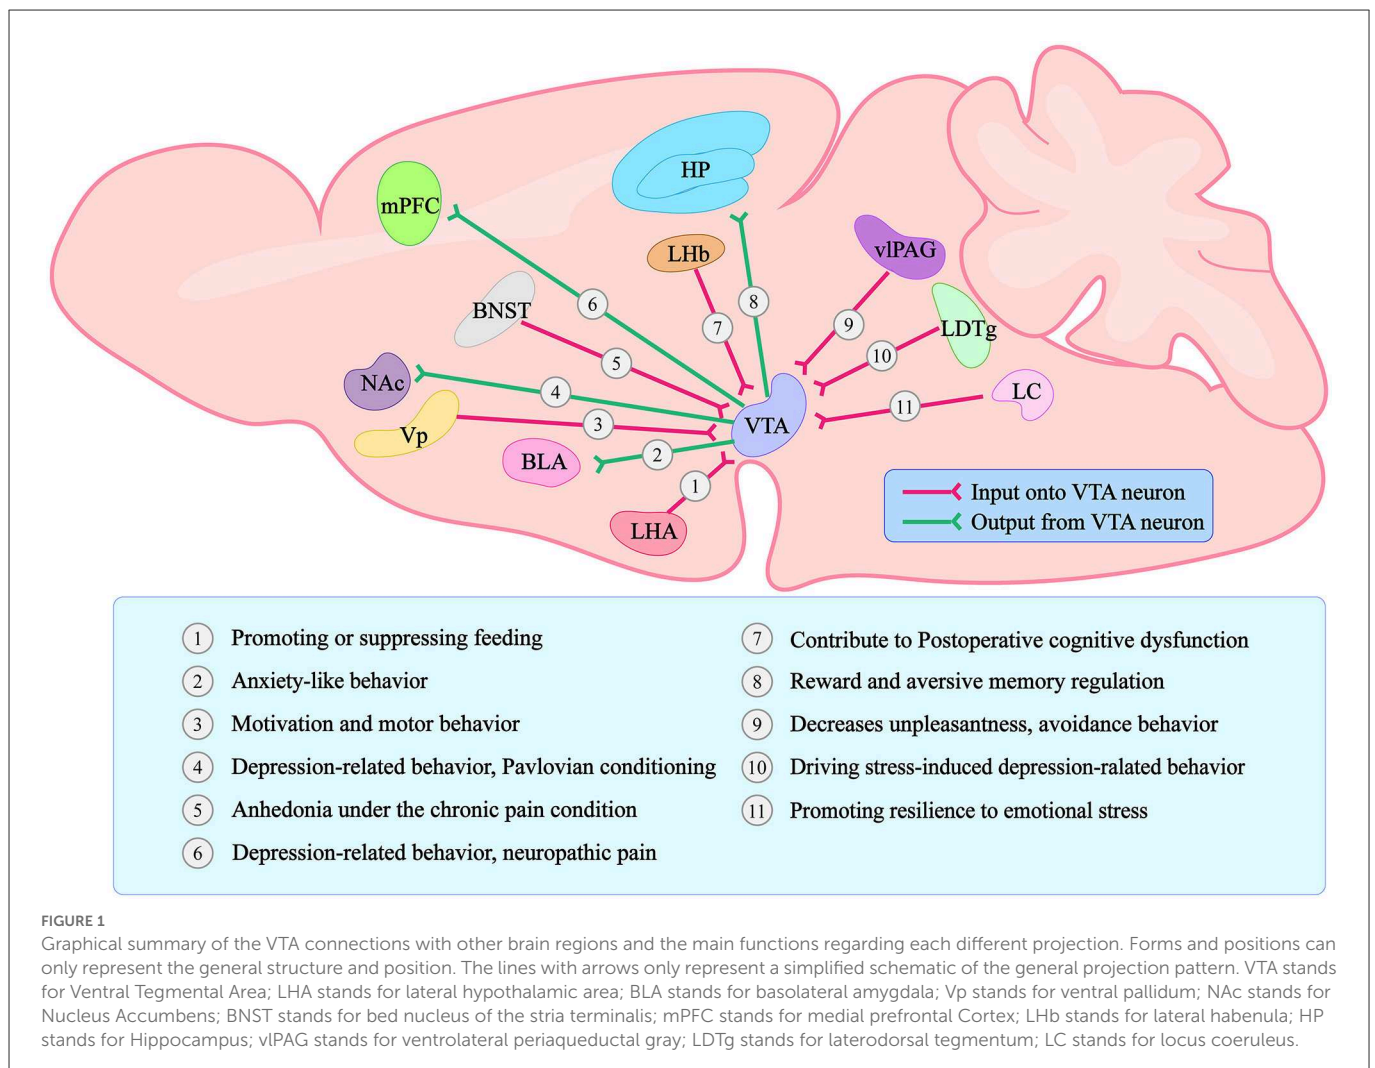 HP
mPFC
LHb
vlPAG
BNST
6
8
7
9
LDTg
10
5
NAc
4
LC
11
Vp
3
VTA
BLA
2
1
LHA
Input onto VTA neuron
Output from VTA neuron
1 Promoting or suppressing feeding
2 Anxiety-like behavior
3 Motivation and motor behavior
4 Depression-related behavior, Pavlovian conditioning
5 Anhedonia under the chronic pain condition
6 Depression-related behavior, neuropathic pain
7 Contribute to Postoperative cognitive dysfunction
8 Reward and aversive memory regulation
9 Decreases unpleasantness, avoidance behavior
10 Driving stress-induced depression-ralated behavior
11 Promoting resilience to emotional stress
FIGURE 1
Graphical summary of the VTA connections with other brain regions and the main functions regarding each different projection. Forms and positions can
only represent the general structure and position. The lines with arrows only represent a simplified schematic of the general projection pattern. VTA stands
for Ventral Tegmental Area; LHA stands for lateral hypothalamic area; BLA stands for basolateral amygdala; Vp stands for ventral pallidum; NAc stands for
Nucleus Accumbens; BNST stands for bed nucleus of the stria terminalis; mPFC stands for medial prefrontal Cortex; LHb stands for lateral habenula; HP
stands for Hippocampus; vlPAG stands for ventrolateral periaqueductal gray; LDTg stands for laterodorsal tegmentum; LC stands for locus coeruleus.